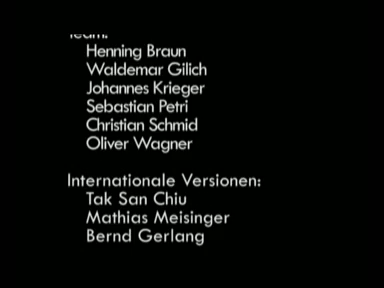 Team:
Henning Braun
Waldemar Gilich
Johannes Krieger
Sebastian Petri
Christian Schmid
Oliver Wagner
Internationale Versionen:
Tak San Chiu
Mathias Meisinger
Bernd Gerlang